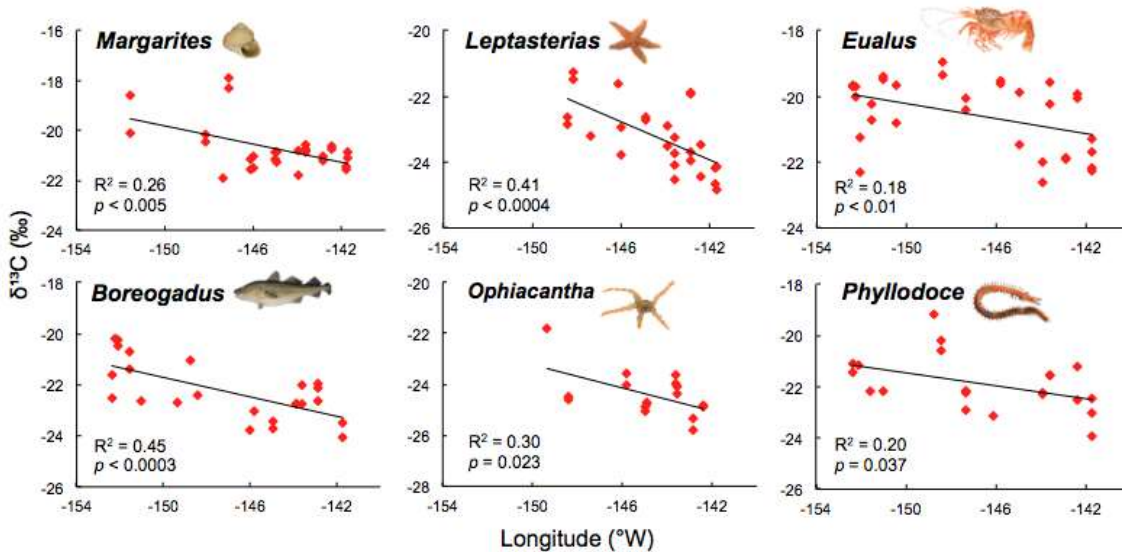 Margarites
-16
-18
-20
-22
-24
R² = 0.26
p < 0.005
-154 -150 -146 -142
Leptasterias
-20
-22
-24
-26
R² = 0.41
p < 0.0004
-154 -150 -146 -142
Eualus
-18
-20
-22
-24
R² = 0.18
p < 0.01
-154 -150 -146 -142
δ¹³C (‰)
Boreogadus
-18
-20
-22
-24
-26
R² = 0.45
p < 0.0003
-154 -150 -146 -142
Ophiacantha
-20
-22
-24
-26
-28
R² = 0.30
p = 0.023
-154 -150 -146 -142
Phyllodoce
-18
-20
-22
-24
-26
R² = 0.20
p = 0.037
-154 -150 -146 -142
Longitude (°W)